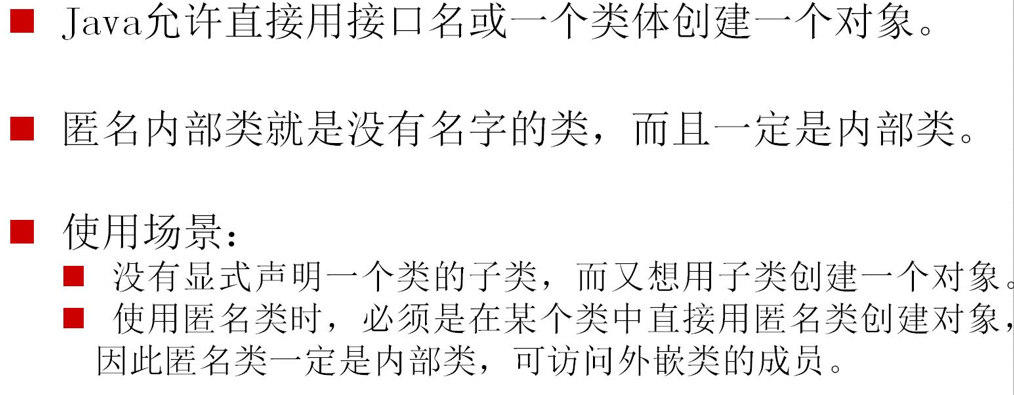 Java允许直接用接口名或一个类体创建一个对象。
匿名内部类就是没有名字的类，而且一定是内部类。
使用场景：
没有显式声明一个类的子类，而又想用子类创建一个对象。
使用匿名类时，必须是在某个类中直接用匿名类创建对象，
因此匿名类一定是内部类，可访问外嵌类的成员。